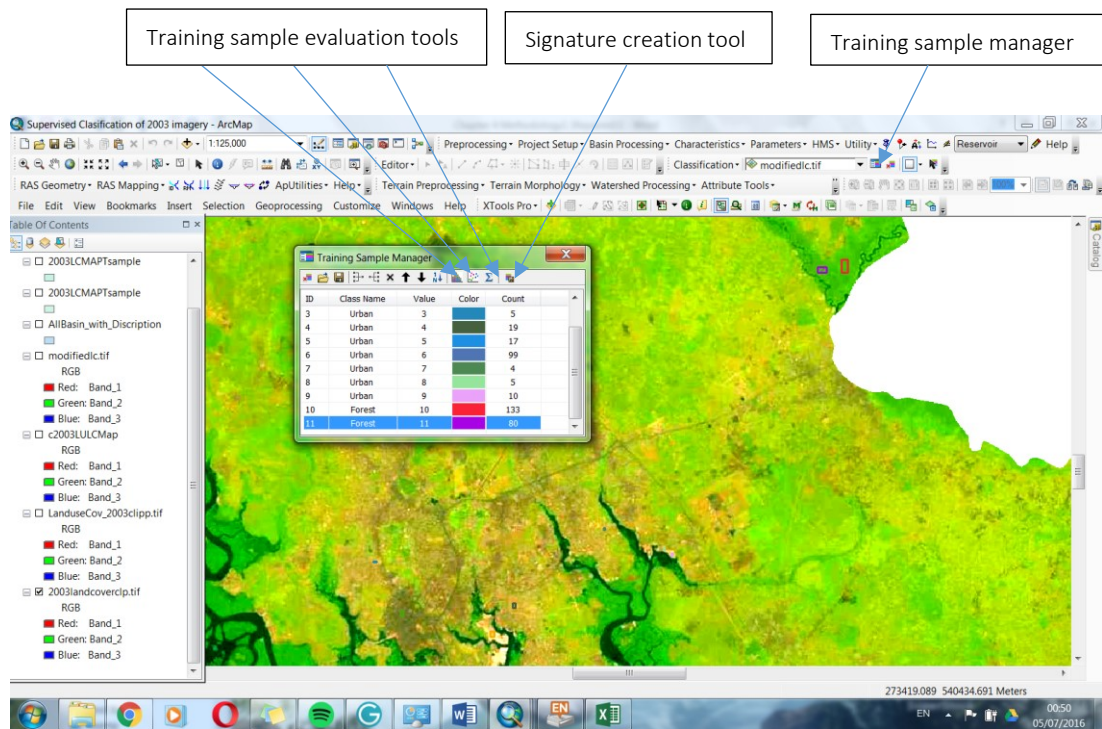 Training sample evaluation tools
Signature creation tool
Training sample manager
Supervised Clasification of 2003 imagery - ArcMap
1:125,000
Preprocessing Project Setup Basin Processing Characteristics Parameters HMS Utility Reservoir Help
Editor Classification modifiedlc.tif
RAS Geometry RAS Mapping ApUtilities Help Terrain Preprocessing Terrain Morphology Watershed Processing Attribute Tools
File Edit View Bookmarks Insert Selection Geoprocessing Customize Windows Help XTools Pro
Table Of Contents
2003LCMAPTsample
2003LCMAPTsample
AllBasin_with_Discription
modifiedlc.tif
RGB
Red: Band_1
Green: Band_2
Blue: Band_3
c2003LULCMap
RGB
Red: Band_1
Green: Band_2
Blue: Band_3
LanduseCov_2003clipp.tif
RGB
Red: Band_1
Green: Band_2
Blue: Band_3
2003landcoverclp.tif
RGB
Red: Band_1
Green: Band_2
Blue: Band_3
Training Sample Manager
ID Class Name Value Color Count
3 Urban 3 5
4 Urban 4 19
5 Urban 5 17
6 Urban 6 99
7 Urban 7 4
8 Urban 8 5
9 Urban 9 10
10 Forest 10 133
11 Forest 11 80
Catalog
273419.089 540434.691 Meters
EN
EN
00:50
05/07/2016